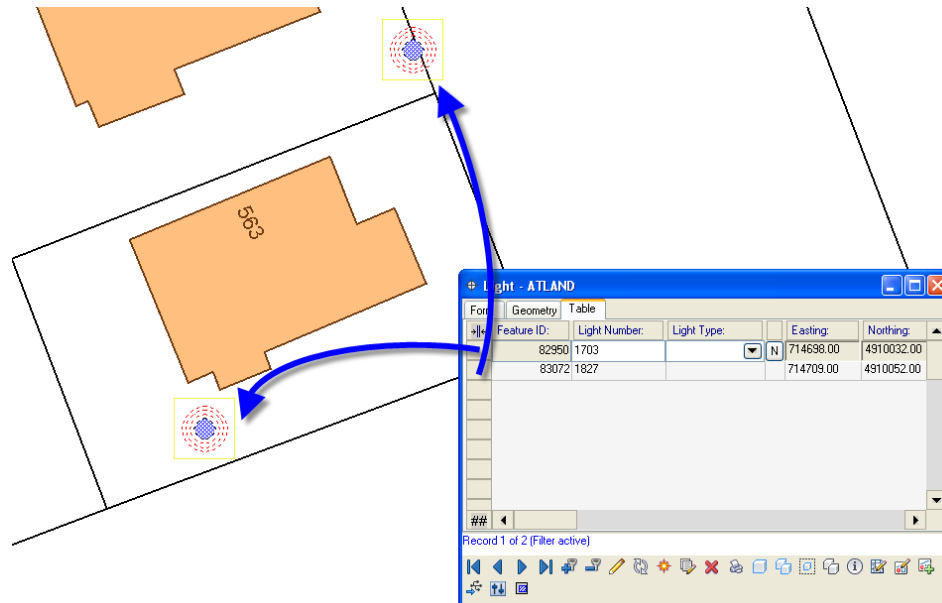 563
Light - ATLAND
Form Geometry Table
Feature ID: Light Number: Light Type: Easting: Northing:
82950 1703 N 714698.00 4910032.00
83072 1827 714709.00 4910052.00
##
Record 1 of 2 (Filter active)